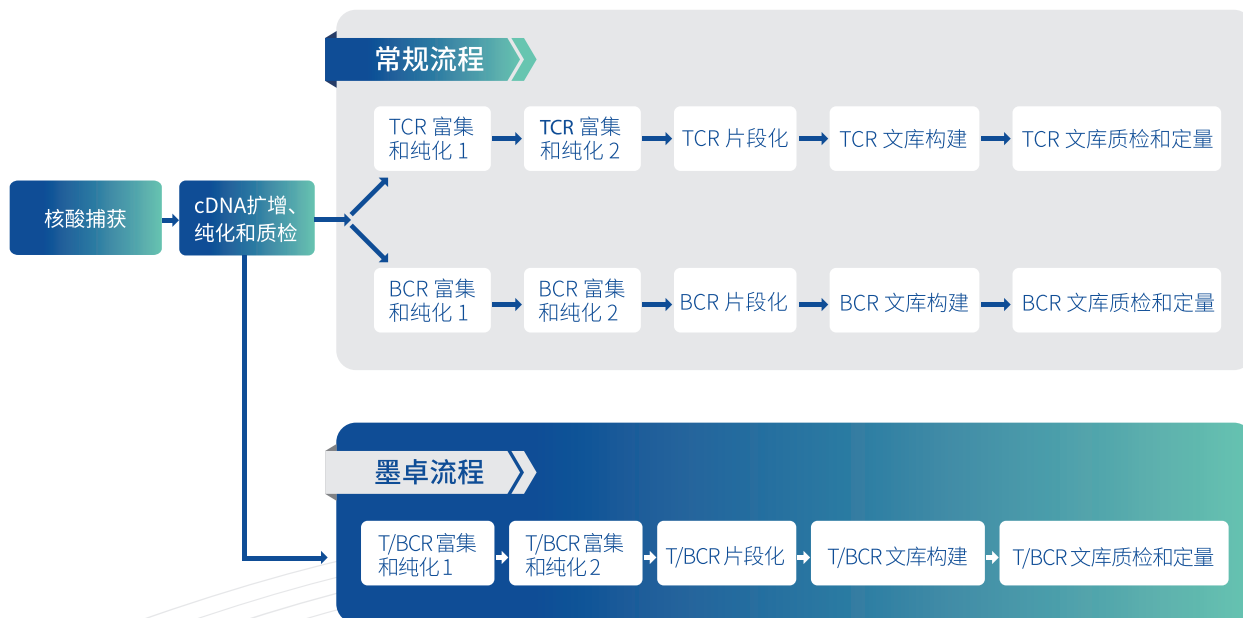 常规流程
TCR 富集
和纯化 1
TCR 富集
和纯化 2
TCR 片段化
TCR 文库构建
TCR 文库质检和定量
核酸捕获
cDNA扩增、
纯化和质检
BCR 富集
和纯化 1
BCR 富集
和纯化 2
BCR 片段化
BCR 文库构建
BCR 文库质检和定量
墨卓流程
T/BCR 富集
和纯化 1
T/BCR 富集
和纯化 2
T/BCR 片段化
T/BCR 文库构建
T/BCR 文库质检和定量